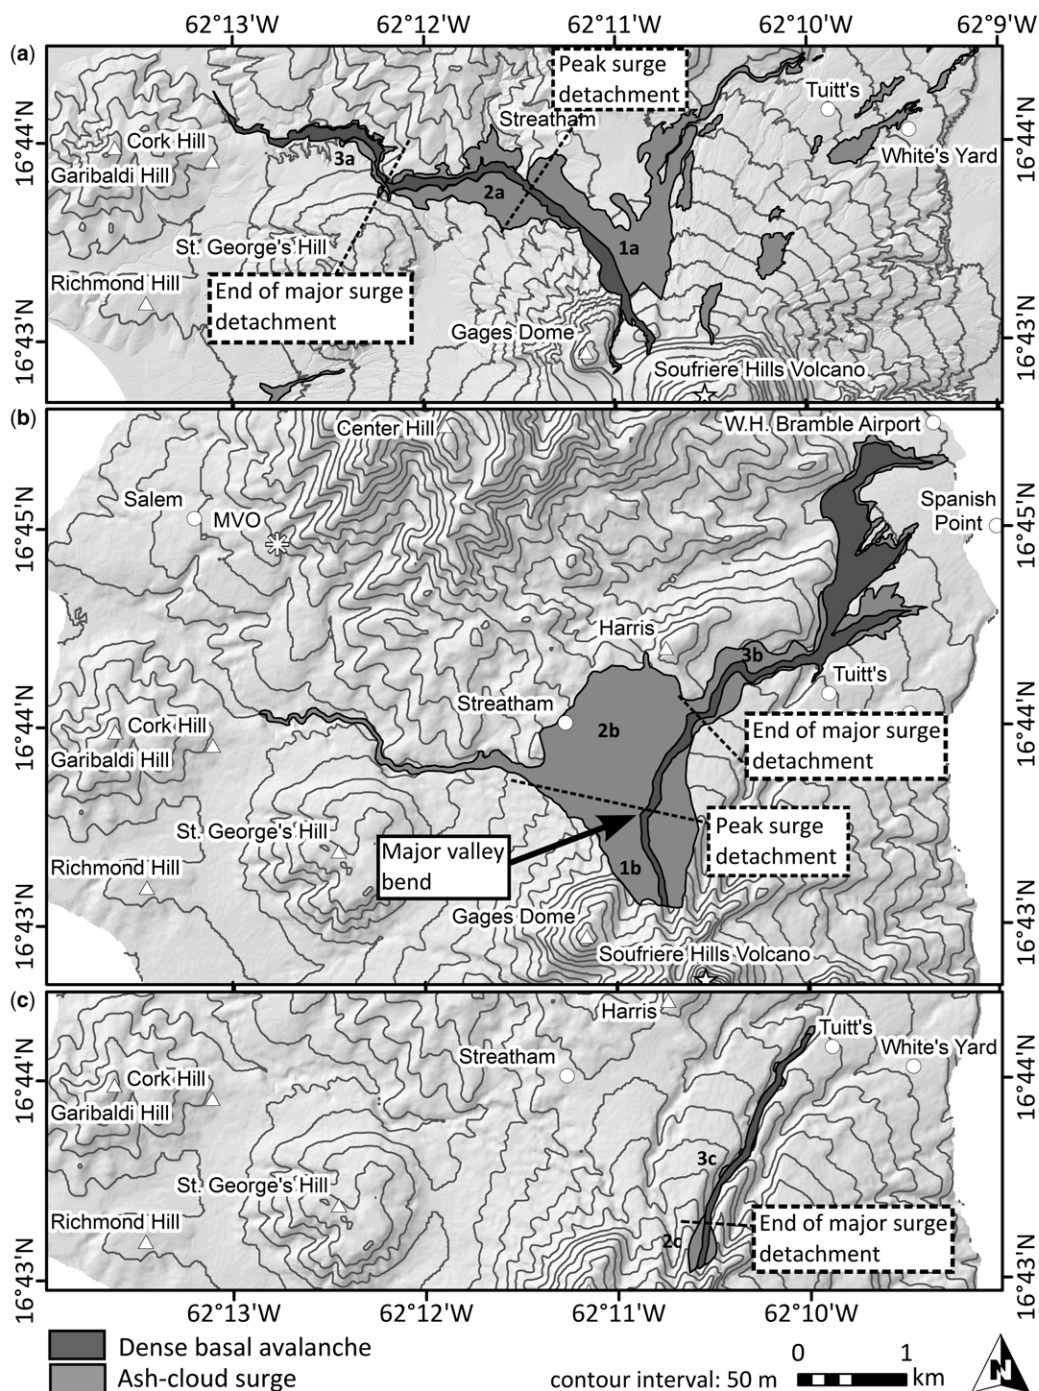 62°13'W 62°12'W 62°11'W 62°10'W 62°9'W
(a)
Peak surge
detachment
Tuitt's
Streatham
16°44'N
16°44'N
Cork Hill
White's Yard
3a
Garibaldi Hill
2a
St. George's Hill
1a
Richmond Hill
End of major surge
detachment
16°43'N
Gages Dome
16°43'N
Soufriere Hills Volcano
(b)
Center Hill
W.H. Bramble Airport
Salem
MVO
Spanish
Point
16°45'N
16°45'N
Harris
3b
Tuitt's
Streatham
2b
16°44'N
Cork Hill
End of major surge
detachment
16°44'N
Garibaldi Hill
St. George's Hill
Peak surge
detachment
Major valley
bend
1b
Richmond Hill
Gages Dome
16°43'N
16°43'N
Soufriere Hills Volcano
(c)
Harris
Tuitt's
Streatham
White's Yard
16°44'N
16°44'N
Cork Hill
Garibaldi Hill
3c
St. George's Hill
Richmond Hill
2c
End of major surge
detachment
16°43'N
16°43'N
62°13'W 62°12'W 62°11'W 62°10'W
Dense basal avalanche
Ash-cloud surge
contour interval: 50 m
0 1
km
N